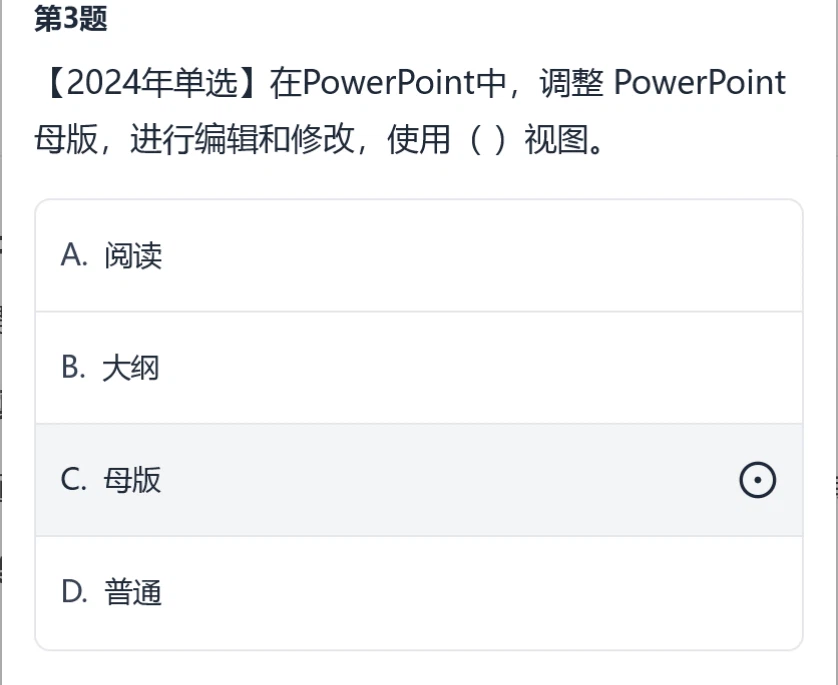 第3题
【2024年单选】在PowerPoint中，调整 PowerPoint
母版，进行编辑和修改，使用（ ）视图。
A. 阅读
B. 大纲
C. 母版
D. 普通